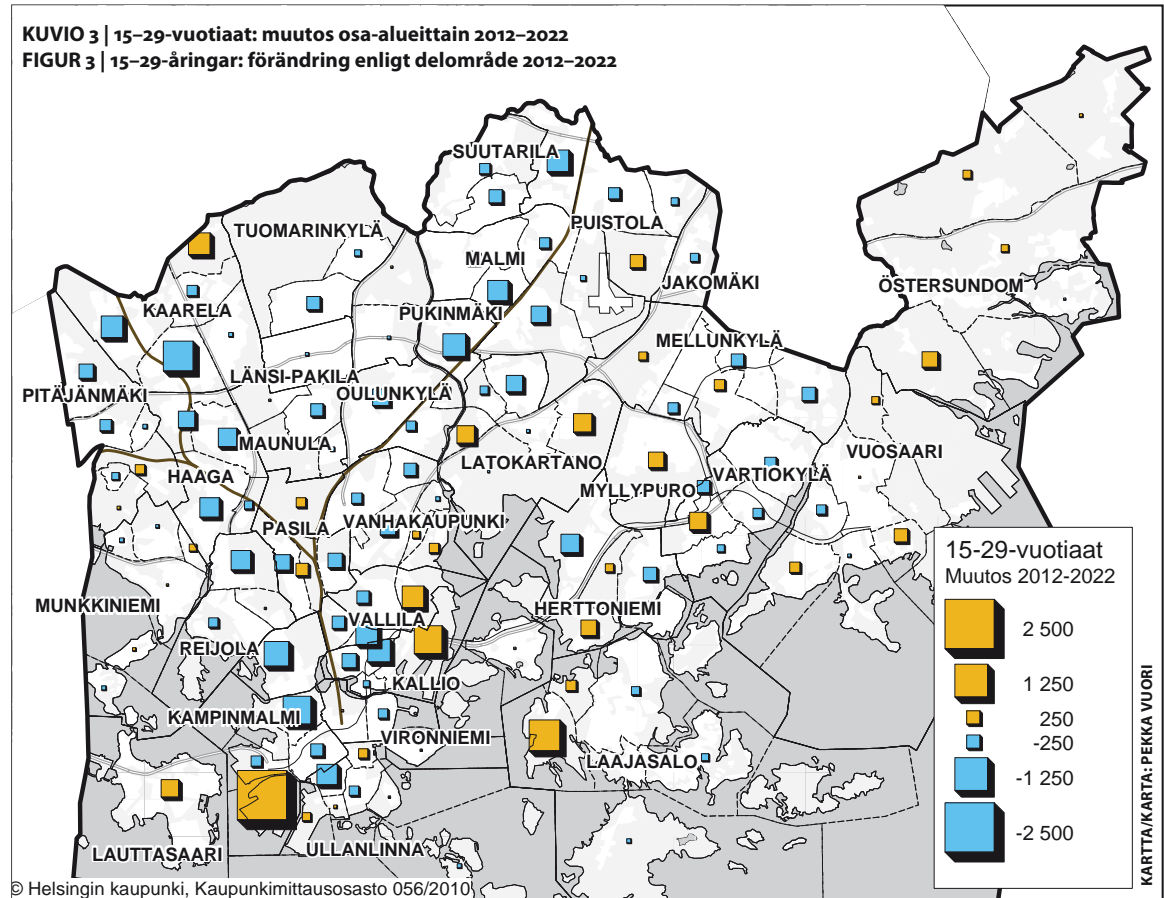 KUVIO 3 | 15–29-vuotiaat: muutos osa-alueittain 2012–2022
FIGUR 3 | 15–29-åringar: förändring enligt delområde 2012–2022
SUUTARILA
TUOMARINKYLÄ
PUISTOLA
MALMI
JAKOMÄKI
ÖSTERSUNDOM
KAARELA
PUKINMÄKI
MELLUNKYLÄ
LÄNSI-PAKILA
PITÄJÄNMÄKI
OULUNKYLÄ
MAUNULA
VUOSAARI
LATOKARTANO
HAAGA
VARTIOKYLÄ
MYLLYPURO
PASILA
VANHAKAUPUNKI
MUNKKINIEMI
HERTTONIEMI
VALLILA
REIJOLA
KALLIO
KAMPINMALMI
VIRONNIEMI
LAAJASALO
LAUTTASAARI
ULLANLINNA
15-29-vuotiaat
Muutos 2012-2022
2 500
1 250
250
-250
-1 250
-2 500
KARTTA/KARTA: PEKKA VUORI
© Helsingin kaupunki, Kaupunkimittausosasto 056/2010